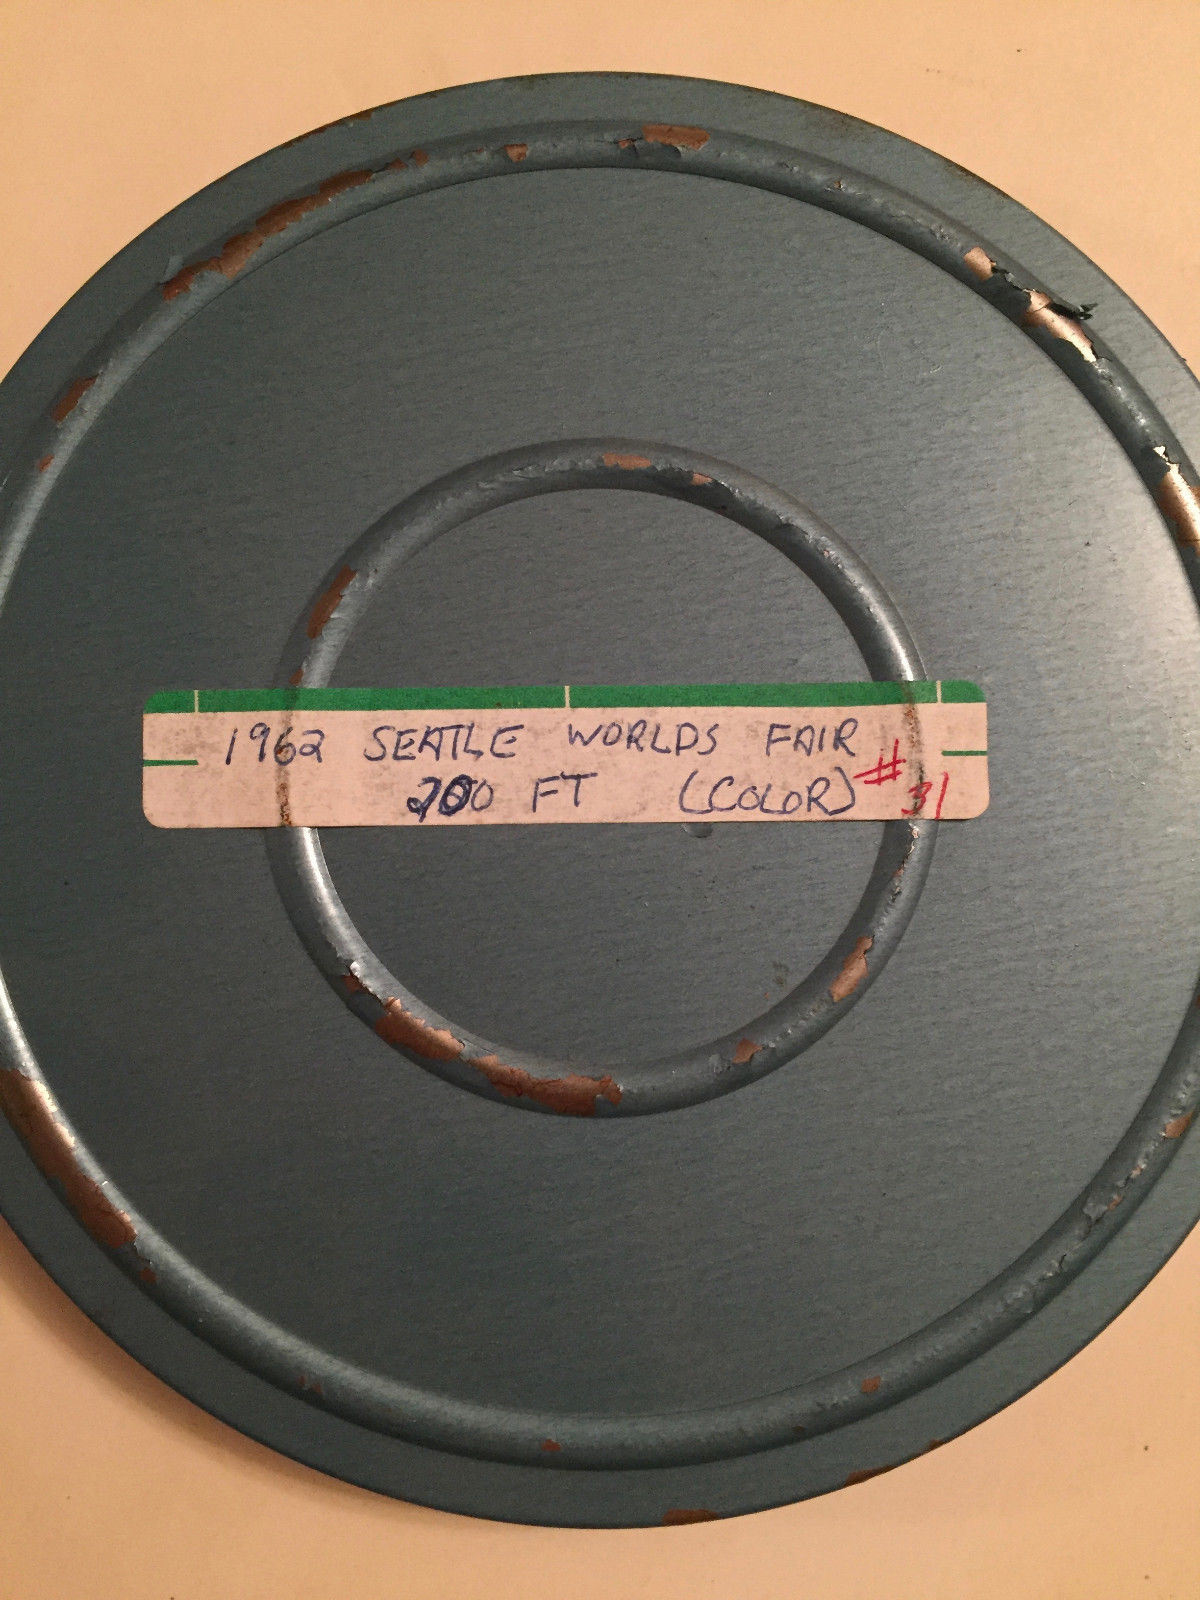 1962 SEATLE WORLDS FAIR
200 FT (COLOR) # 31